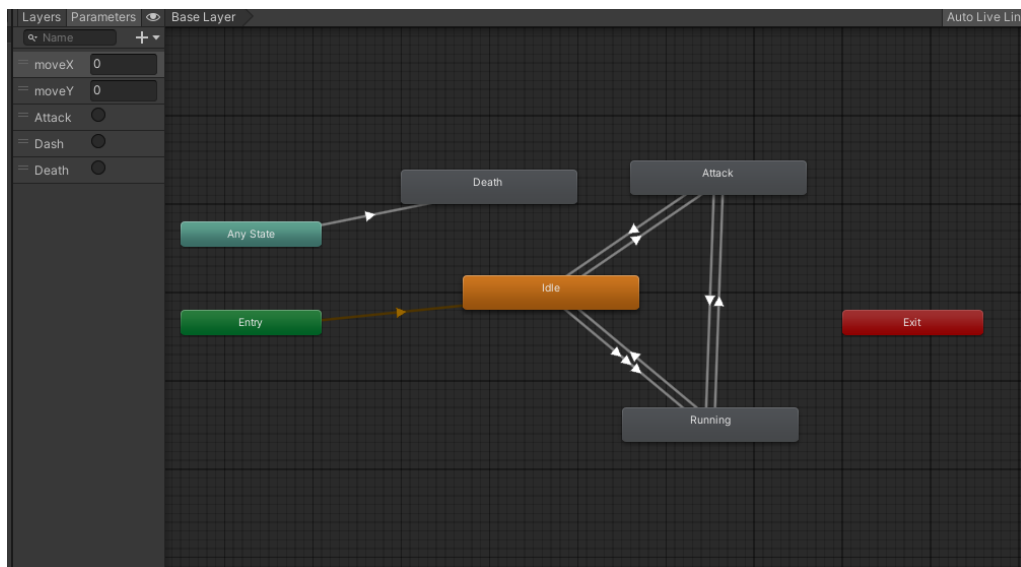 Layers Parameters Base Layer Auto Live Lin
Name
moveX 0
moveY 0
Attack
Dash
Death
Death
Attack
Any State
Idle
Entry
Exit
Running